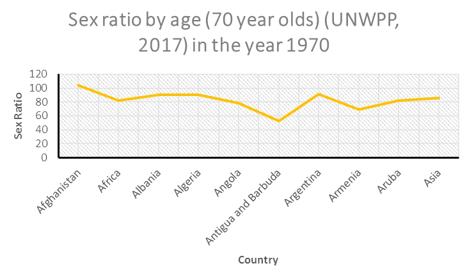 Sex ratio by age (70 year olds) (UNWPP,
2017) in the year 1970
120
100
80
60
40
20
0
Sex Ratio
Afghanistan
Africa
Albania
Algeria
Angola
Antigua and Barbuda
Argentina
Armenia
Aruba
Asia
Country